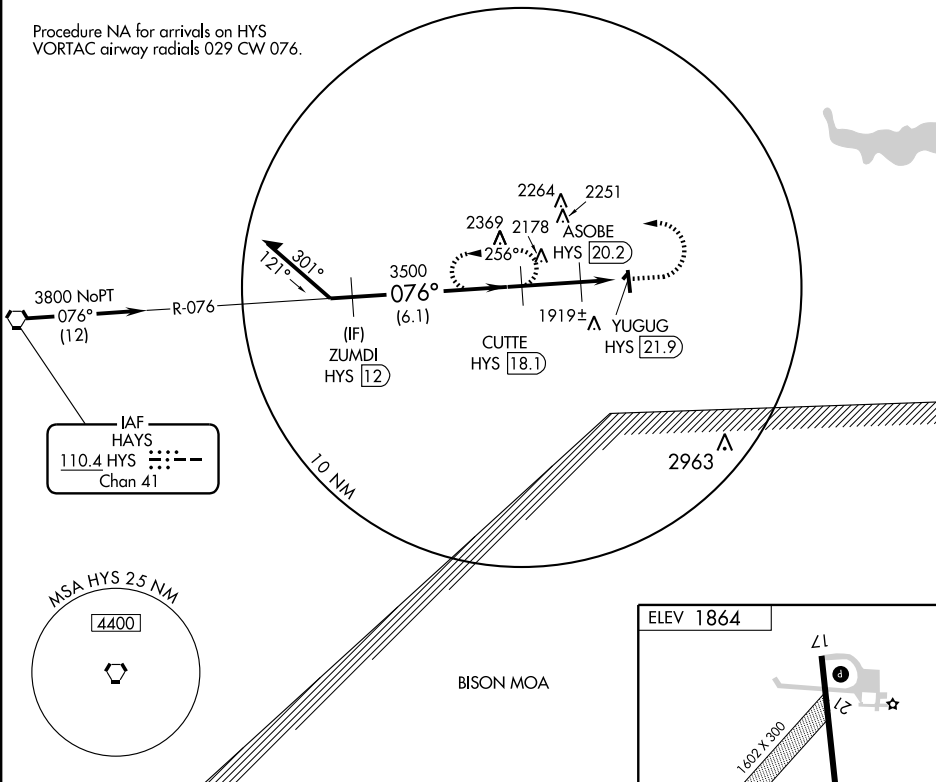 Procedure NA for arrivals on HYS
VORTAC airway radials 029 CW 076.
2264
2251
2369
2178
ASOBE
HYS 20.2
256°
301°
121°
3500
076°
(6.1)
3800 NoPT
076°
(12)
R-076
1919±
(IF)
ZUMDI
HYS 12
CUTTE
HYS 18.1
YUGUG
HYS 21.9
IAF
HAYS
110.4 HYS
Chan 41
10 NM
2963
MSA HYS 25 NM
4400
BISON MOA
ELEV 1864
17
P
21
1602 X 300